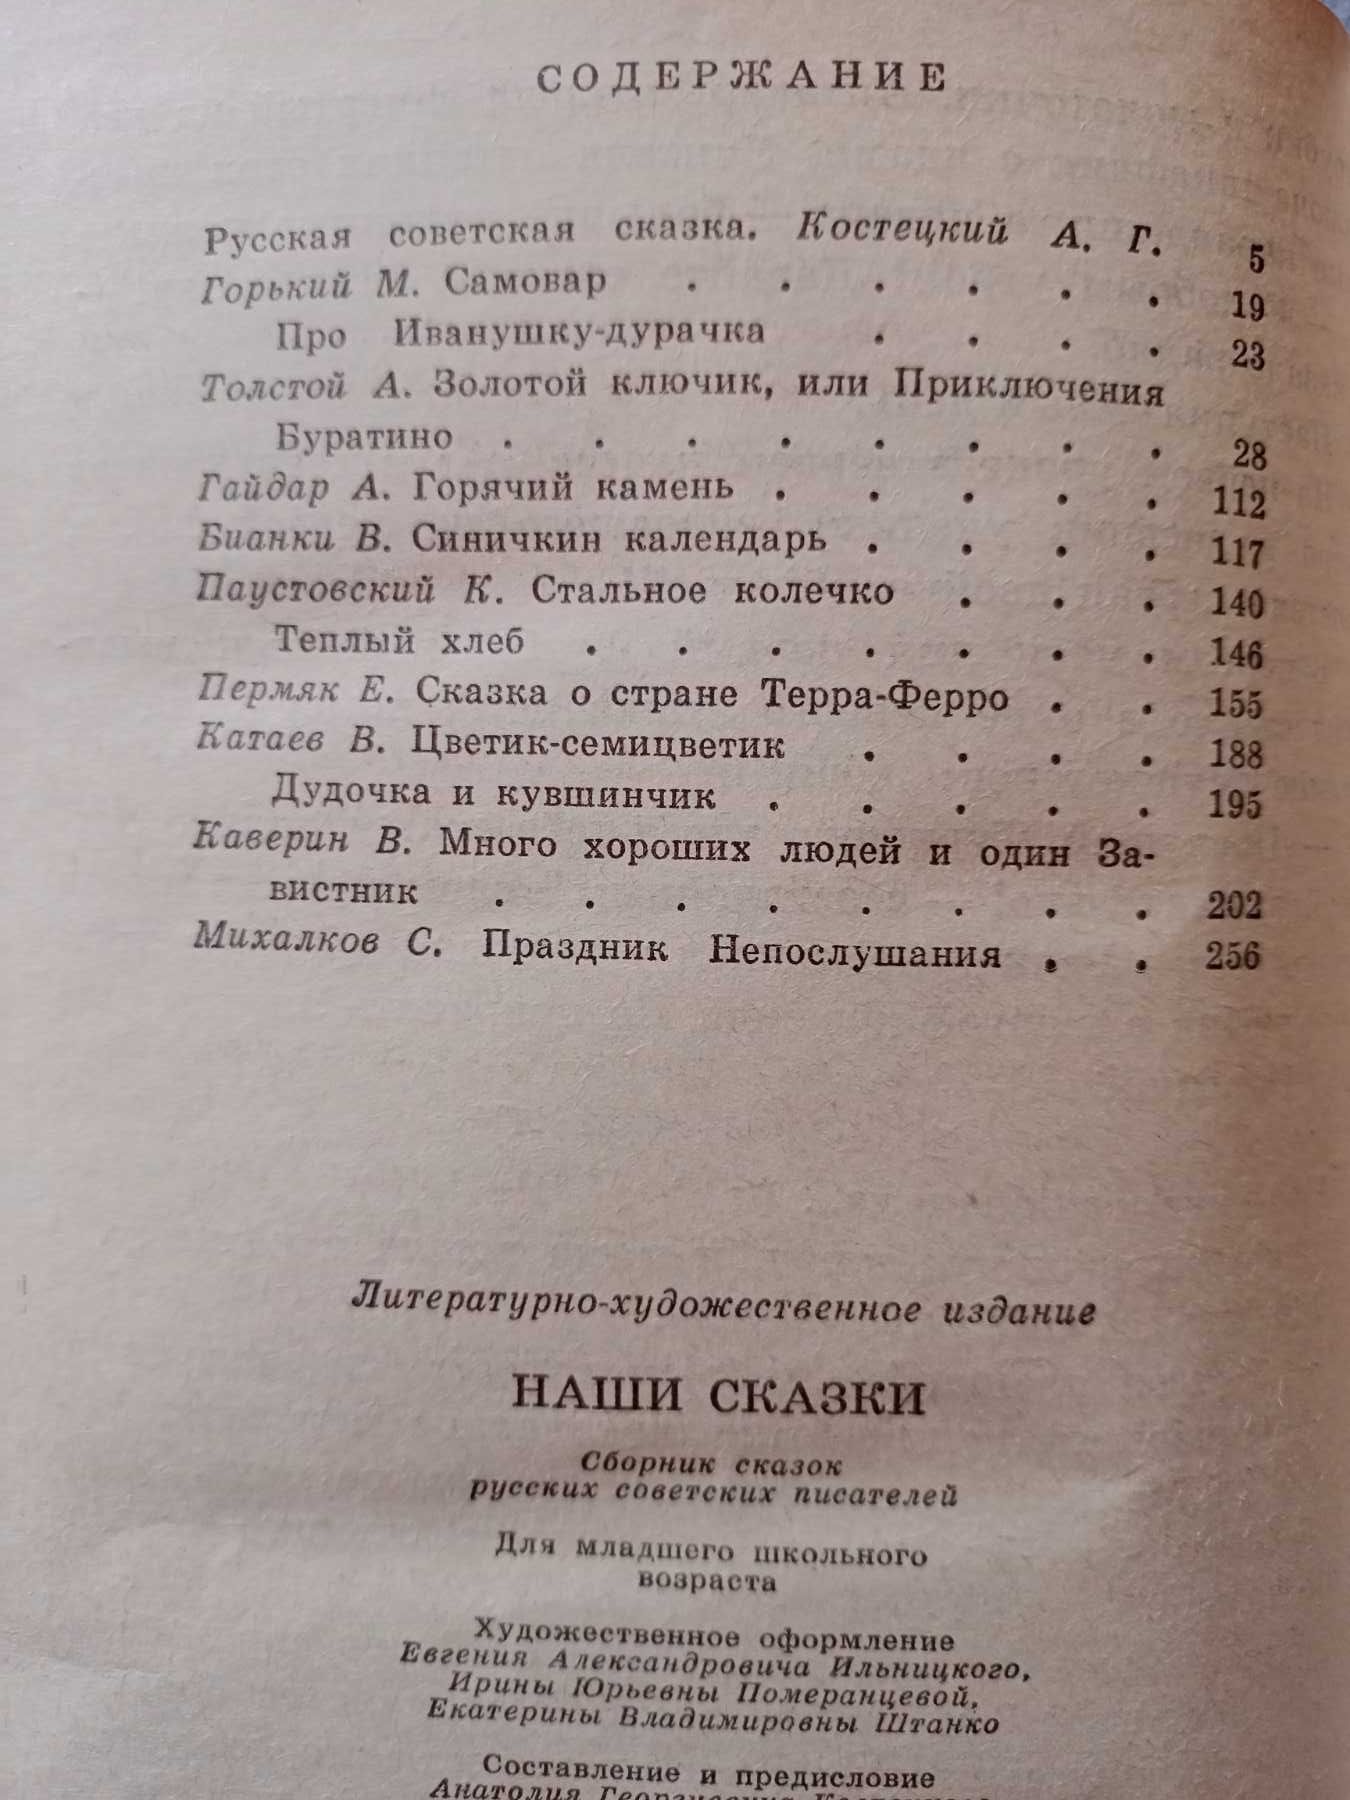 СОДЕРЖАНИЕ
Русская советская сказка. Костецкий А. Г. 5
Горький М. Самовар . . . . . . 19
Про Иванушку-дурачка . . . . 23
Толстой А. Золотой ключик, или Приключения
Буратино . . . . . . . . 28
Гайдар А. Горячий камень . . . . . 112
Бианки В. Синичкин календарь . . . . 117
Паустовский К. Стальное колечко . . . 140
Теплый хлеб . . . . . . . 146
Пермяк Е. Сказка о стране Терра-Ферро . . 155
Катаев В. Цветик-семицветик . . . . 188
Дудочка и кувшинчик . . . . . 195
Каверин В. Много хороших людей и один За-
вистник . . . . . . . . 202
Михалков С. Праздник Непослушания . . 256
Литературно-художественное издание
НАШИ СКАЗКИ
Сборник сказок
русских советских писателей
Для младшего школьного
возраста
Художественное оформление
Евгения Александровича Ильницкого,
Ирины Юрьевны Померанцевой,
Екатерины Владимировны Штанко
Составление и предисловие
Анатолия Георгиевича